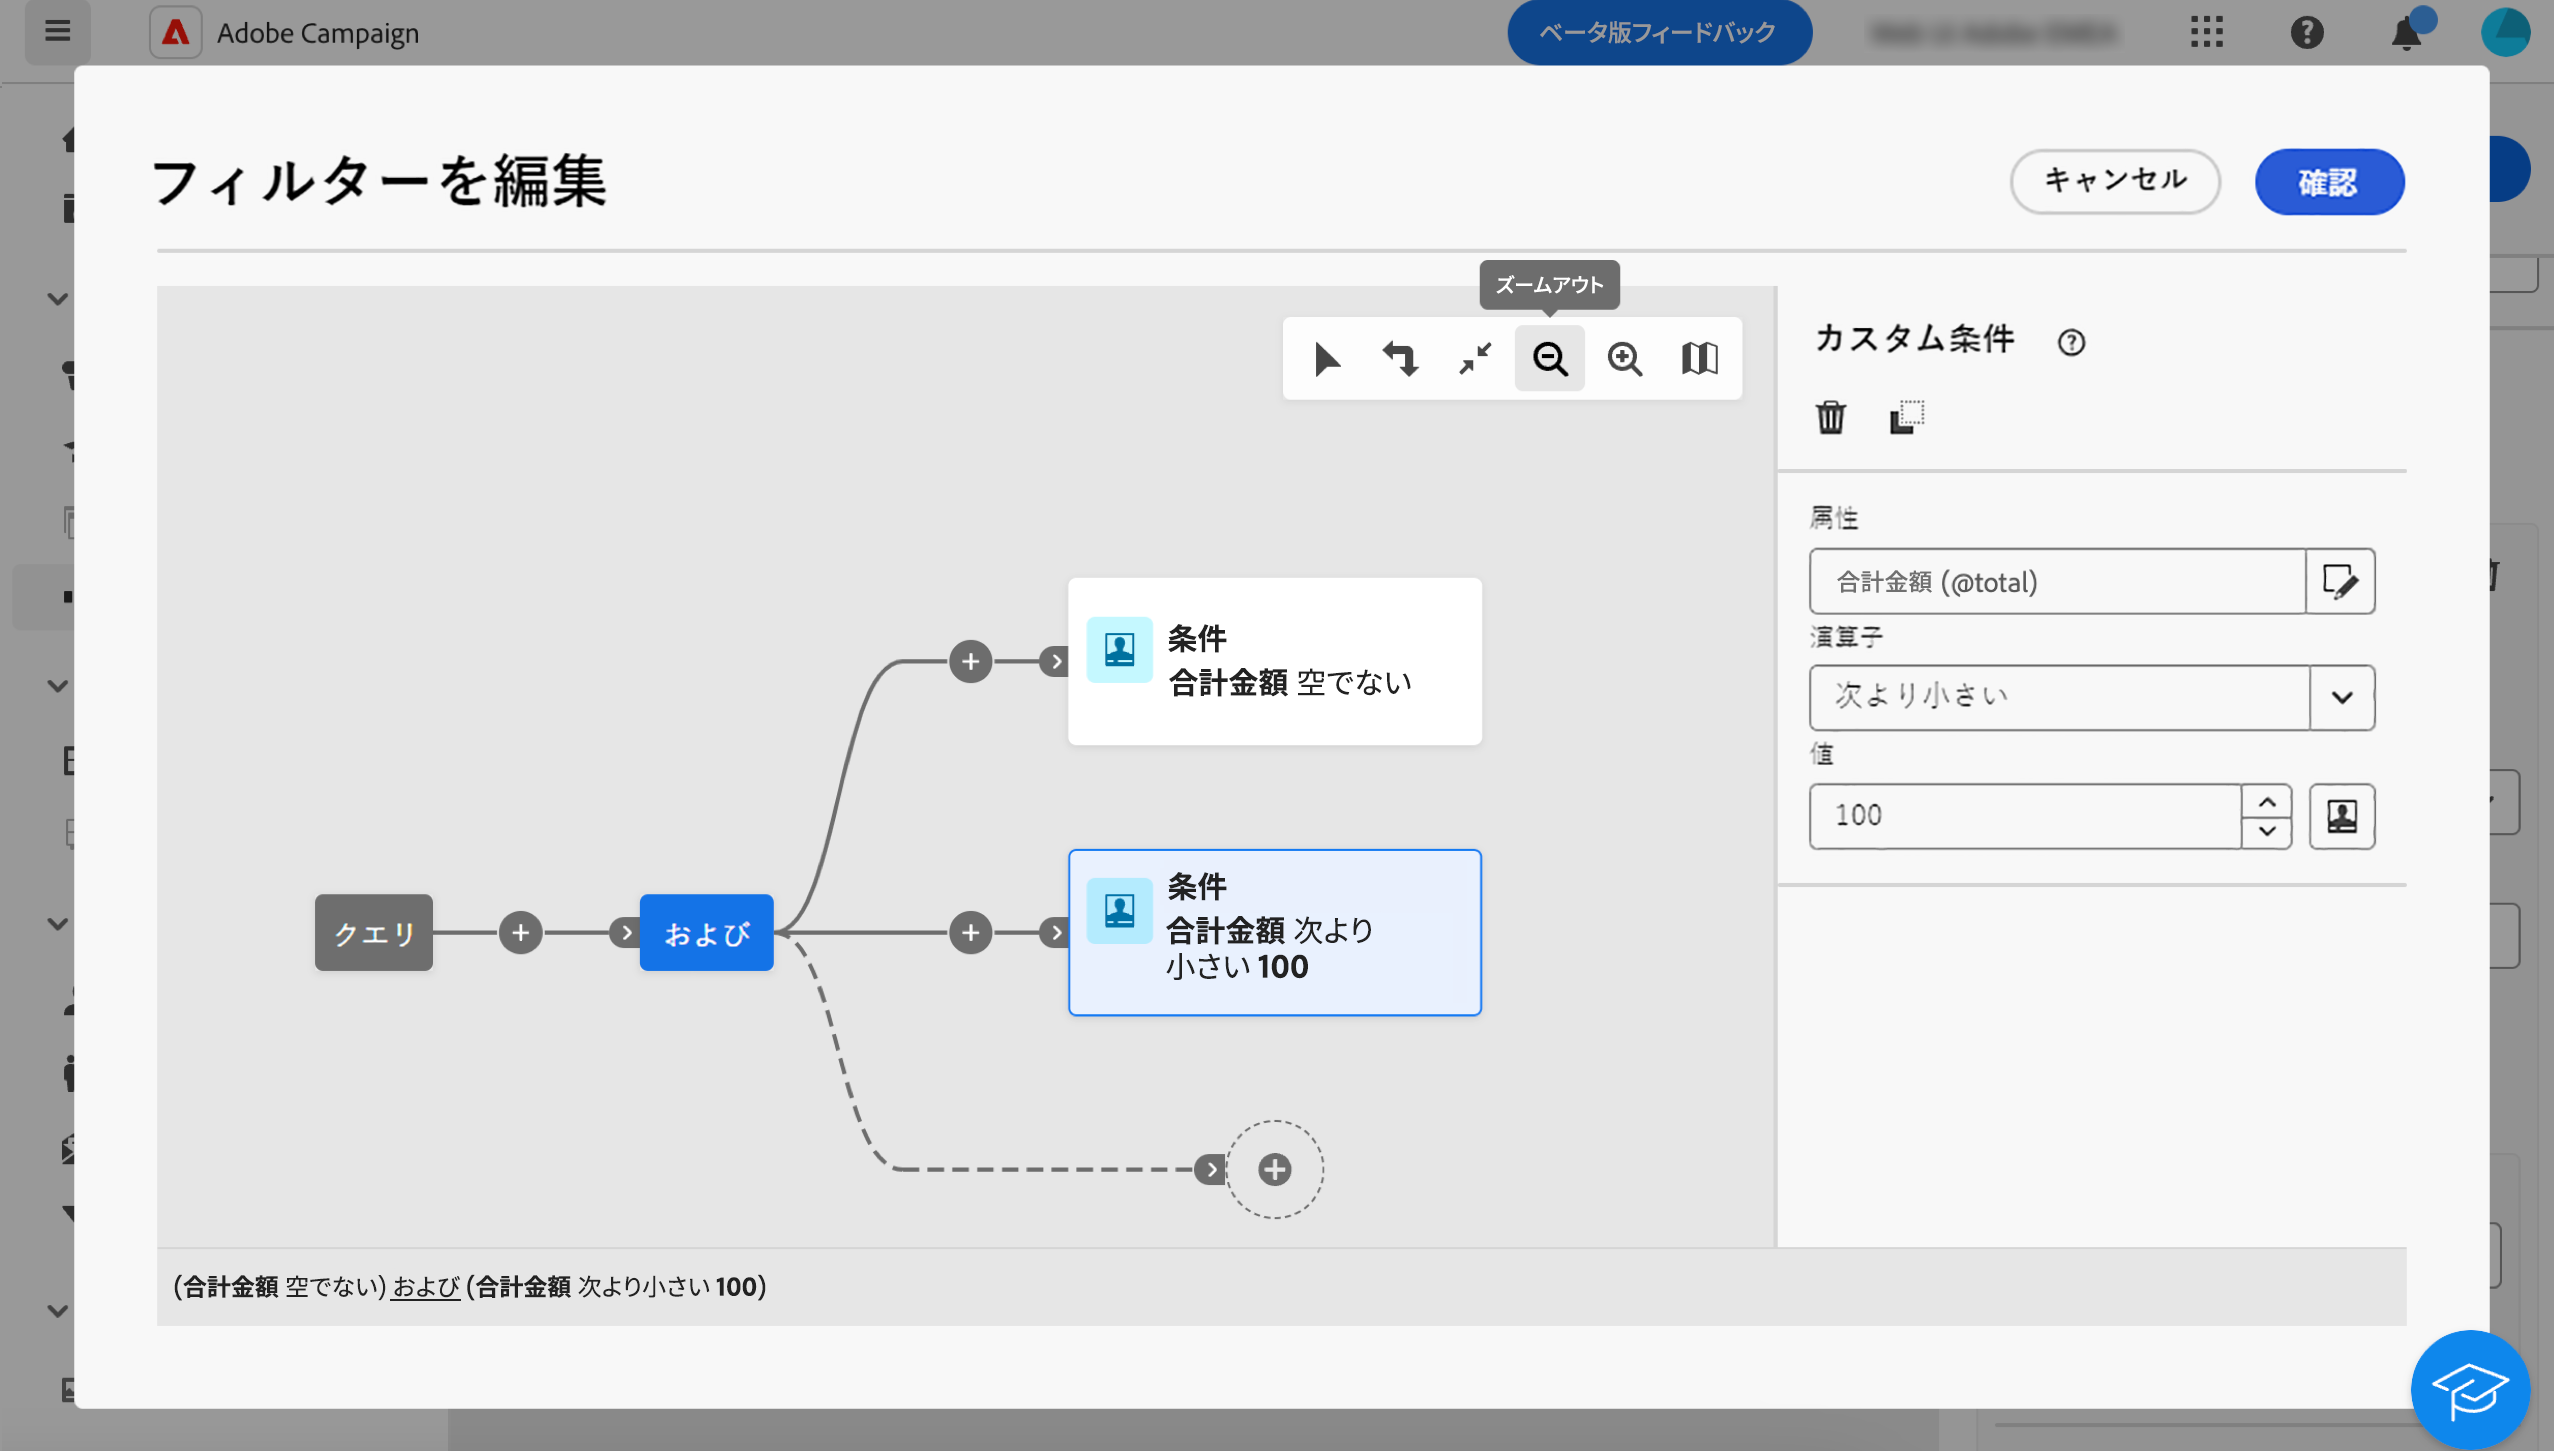 Adobe Campaign
ベータ版フィードバック
フィルターを編集
キャンセル
確認
ズームアウト
カスタム条件
属性
合計金額 (@total)
演算子
次より小さい
値
100
条件
合計金額 空でない
条件
合計金額 次より
小さい 100
クエリ
および
(合計金額 空でない) および (合計金額 次より小さい 100)